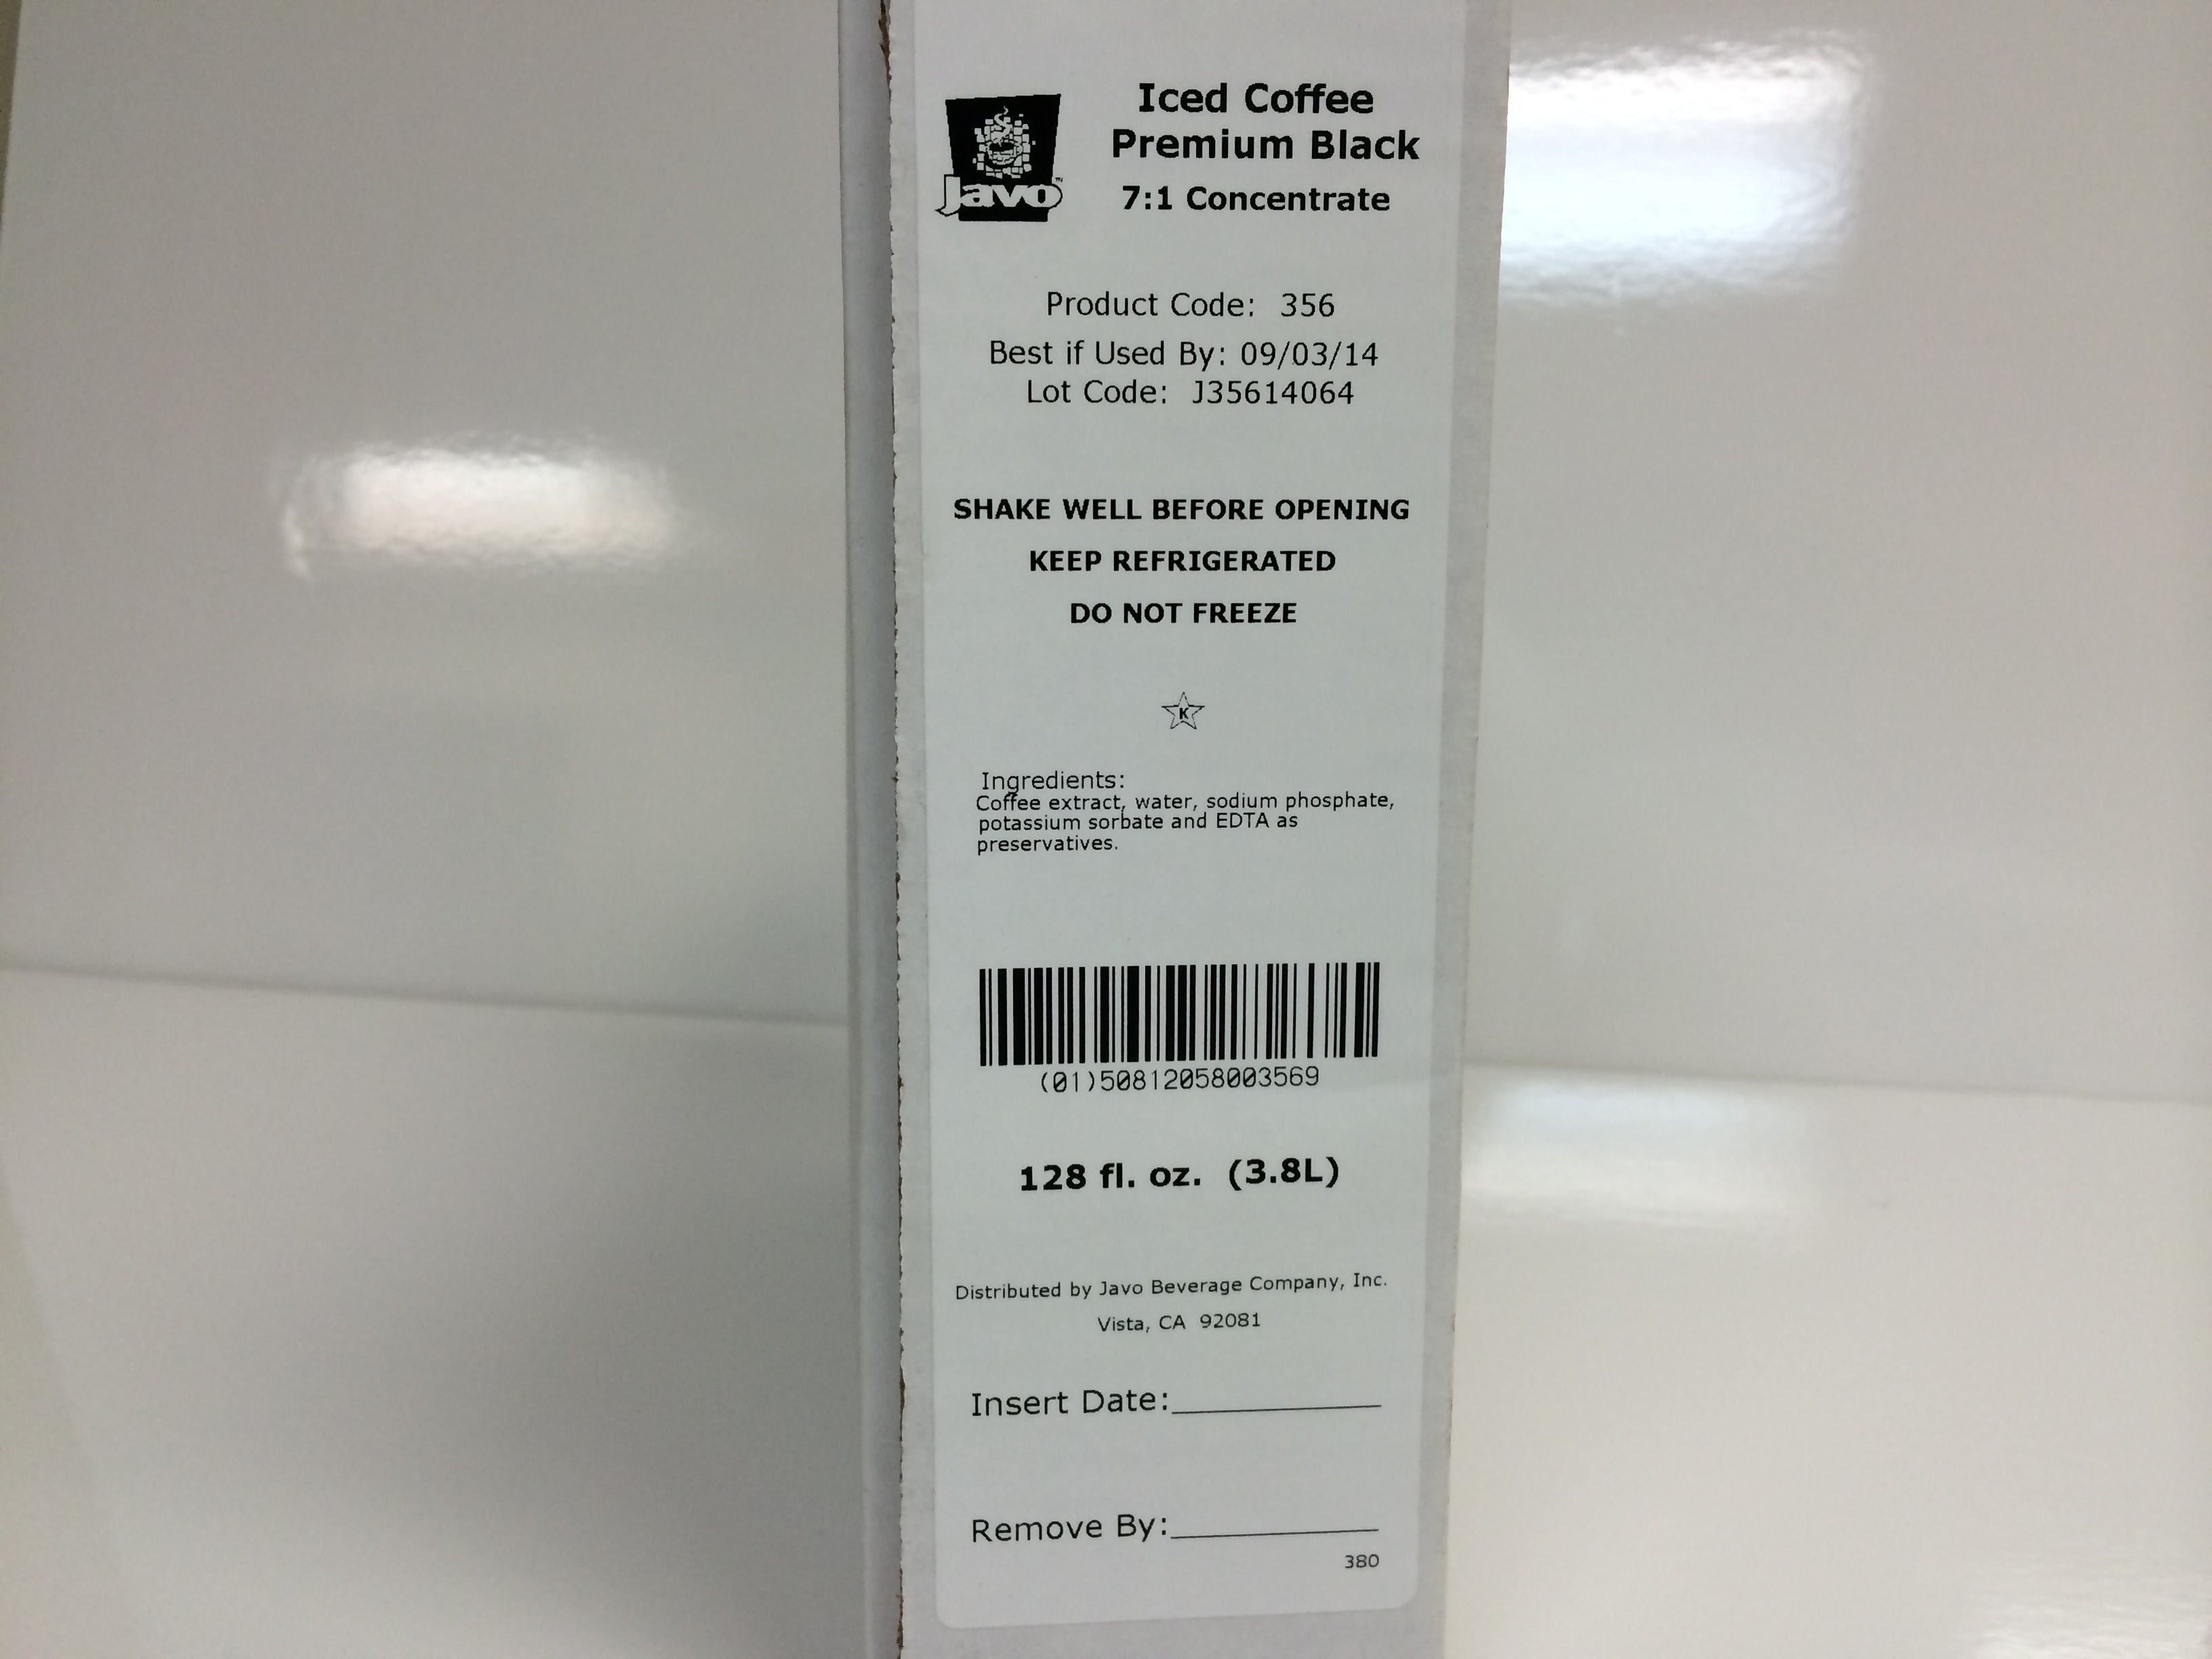 Iced Coffee
Premium Black
7:1 Concentrate
Javo™
Product Code: 356
Best if Used By: 09/03/14
Lot Code: J35614064
SHAKE WELL BEFORE OPENING
KEEP REFRIGERATED
DO NOT FREEZE
K
Ingredients:
Coffee extract, water, sodium phosphate,
potassium sorbate and EDTA as
preservatives.
(01)50812058003569
128 fl. oz. (3.8L)
Distributed by Javo Beverage Company, Inc.
Vista, CA 92081
Insert Date:
Remove By:
380